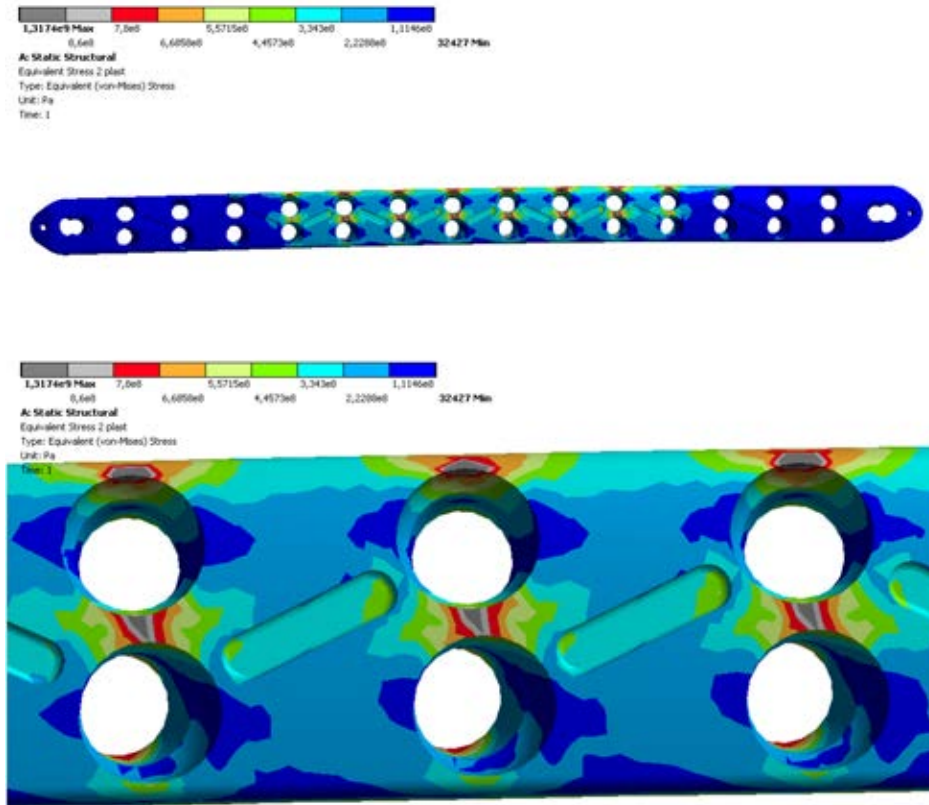 1,3174e9 Max 7,8e8 5,5715e8 3,343e8 1,1146e8
8,6e8 6,6858e8 4,4573e8 2,2288e8 32427 Min
A: Static Structural
Equivalent Stress 2 plast
Type: Equivalent (von-Mises) Stress
Unit: Pa
Time: 1
1,3174e9 Max 7,8e8 5,5715e8 3,343e8 1,1146e8
8,6e8 6,6858e8 4,4573e8 2,2288e8 32427 Min
A: Static Structural
Equivalent Stress 2 plast
Type: Equivalent (von-Mises) Stress
Unit: Pa
Time: 1